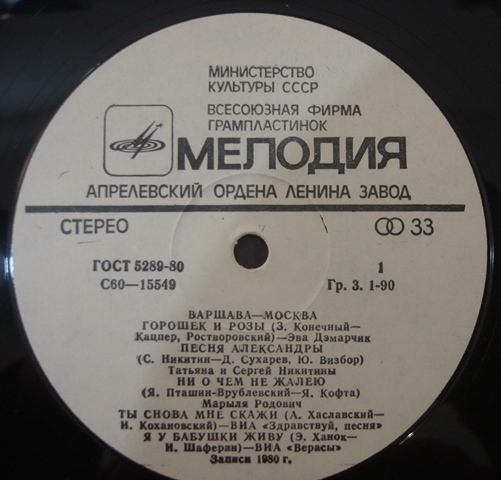 МИНИСТЕРСТВО
КУЛЬТУРЫ СССР
ВСЕСОЮЗНАЯ ФИРМА
ГРАМПЛАСТИНОК
МЕЛОДИЯ
АПРЕЛЕВСКИЙ ОРДЕНА ЛЕНИНА ЗАВОД
СТЕРЕО 33
ГОСТ 5289-80 1
С60—15549 Гр. 3. 1-90
ВАРШАВА—МОСКВА
ГОРОШЕК И РОЗЫ (З. Конечный—
Кацпер, Ростворовский)—Эва Дэмарчик
ПЕСНЯ АЛЕКСАНДРЫ
(С. Никитин—Д. Сухарев, Ю. Визбор)
Татьяна и Сергей Никитины
НИ О ЧЕМ НЕ ЖАЛЕЮ
(Я. Пташин-Врублевский—Я. Кофта)
Марыля Родович
ТЫ СНОВА МНЕ СКАЖИ (А. Хаславский—
И. Кохановский)—ВИА «Здравствуй, песня»
Я У БАБУШКИ ЖИВУ (Э. Ханок—
И. Шаферан)—ВИА «Верасы»
Записи 1980 г.